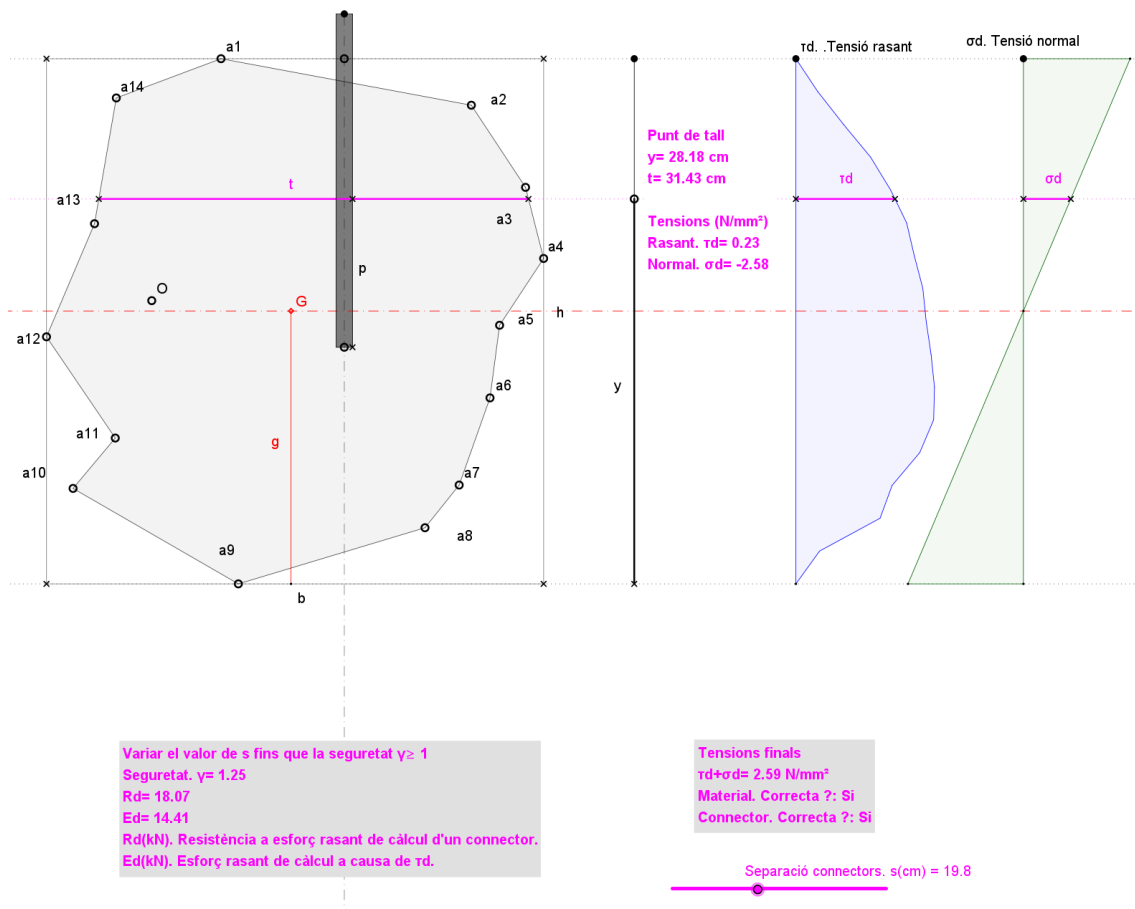 a1
τd. .Tensió rasant
σd. Tensió normal
a14
a2
Punt de tall
y= 28.18 cm
t= 31.43 cm
t
τd
σd
a13
a3
Tensions (N/mm²)
Rasant. τd= 0.23
Normal. σd= -2.58
a4
p
O
G
h
a12
a5
y
a6
a11
g
a10
a7
a8
a9
b
Variar el valor de s fins que la seguretat γ≥ 1
Seguretat. γ= 1.25
Rd= 18.07
Ed= 14.41
Rd(kN). Resistència a esforç rasant de càlcul d'un connector.
Ed(kN). Esforç rasant de càlcul a causa de τd.
Tensions finals
τd+σd= 2.59 N/mm²
Material. Correcta ?: Si
Connector. Correcta ?: Si
Separació connectors. s(cm) = 19.8